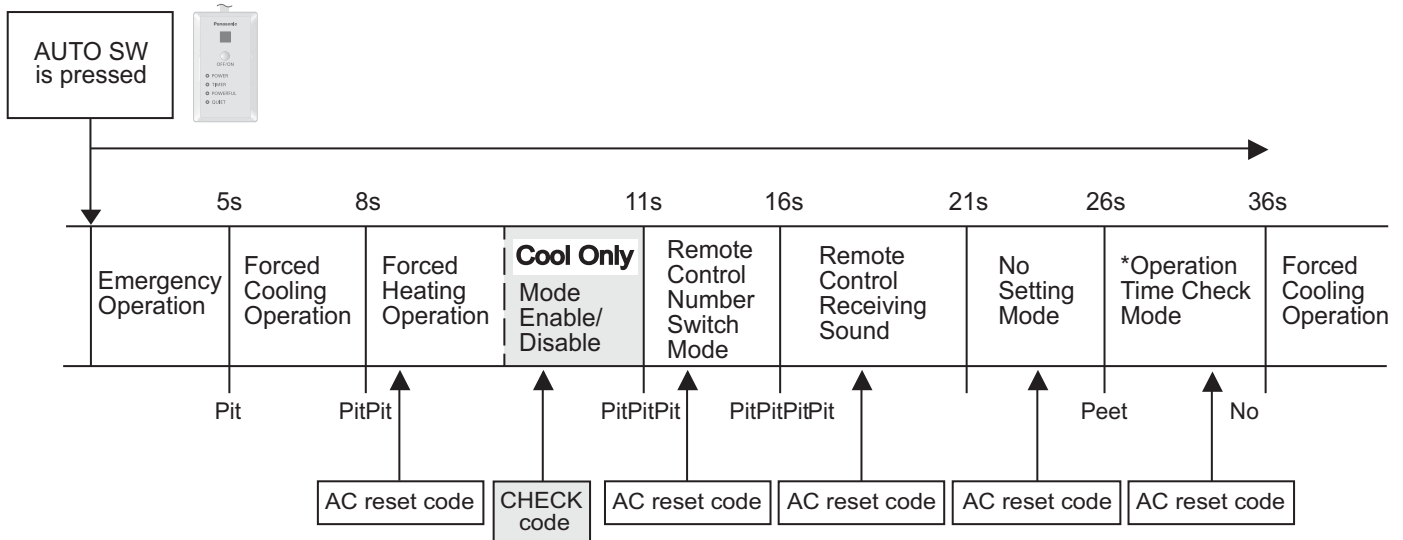 AUTO SW
is pressed
Panasonic
OFF/ON
POWER
TIMER
POWERFUL
QUIET
5s 8s 11s 16s 21s 26s 36s
Emergency
Operation
Forced
Cooling
Operation
Forced
Heating
Operation
Cool Only
Mode
Enable/
Disable
Remote
Control
Number
Switch
Mode
Remote
Control
Receiving
Sound
No
Setting
Mode
*Operation
Time Check
Mode
Forced
Cooling
Operation
Pit PitPit PitPitPit PitPitPitPit Peet No
AC reset code
CHECK
code
AC reset code
AC reset code
AC reset code
AC reset code